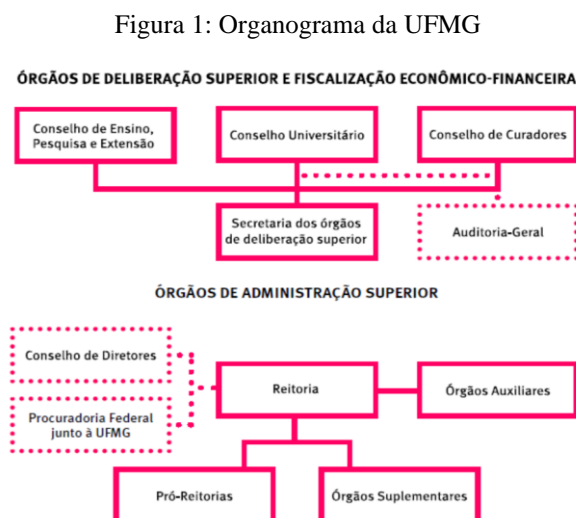 Figura 1: Organograma da UFMG
ÓRGÃOS DE DELIBERAÇÃO SUPERIOR E FISCALIZAÇÃO ECONÔMICO-FINANCEIRA
Conselho de Ensino,
Pesquisa e Extensão
Conselho Universitário
Conselho de Curadores
Secretaria dos órgãos
de deliberação superior
Auditoria-Geral
ÓRGÃOS DE ADMINISTRAÇÃO SUPERIOR
Conselho de Diretores
Procuradoria Federal
junto à UFMG
Reitoria
Órgãos Auxiliares
Pró-Reitorias
Órgãos Suplementares